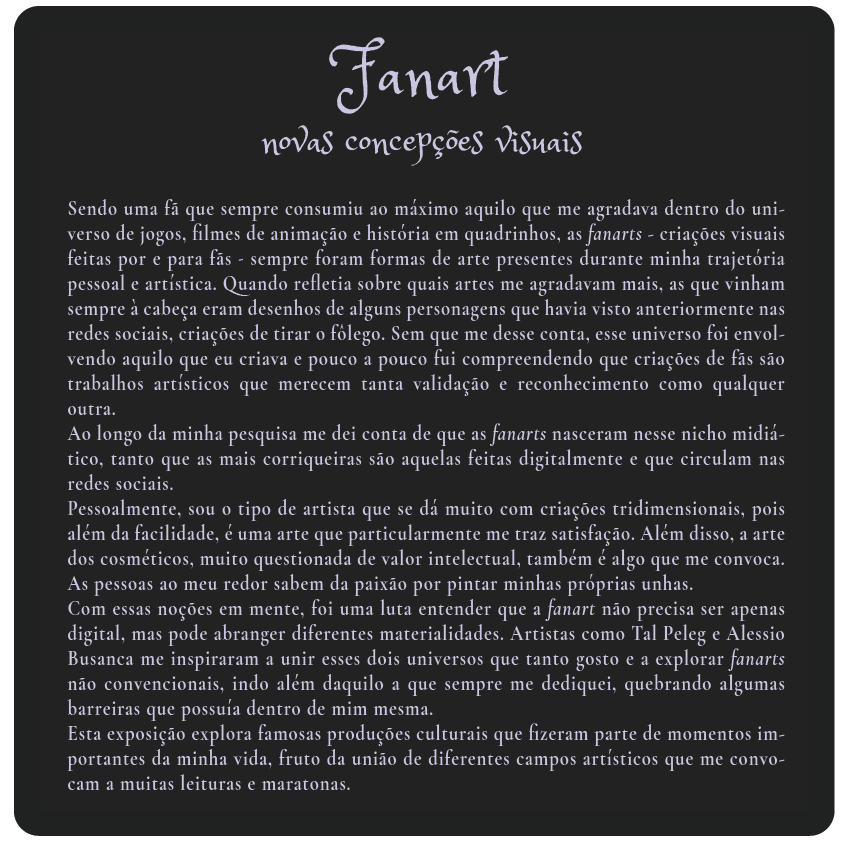 Fanart
novas concepções visuais
Sendo uma fã que sempre consumiu ao máximo aquilo que me agradava dentro do uni-
verso de jogos, filmes de animação e história em quadrinhos, as fanarts - criações visuais
feitas por e para fãs - sempre foram formas de arte presentes durante minha trajetória
pessoal e artística. Quando refletia sobre quais artes me agradavam mais, as que vinham
sempre à cabeça eram desenhos de alguns personagens que havia visto anteriormente nas
redes sociais, criações de tirar o fôlego. Sem que me desse conta, esse universo foi envol-
vendo aquilo que eu criava e pouco a pouco fui compreendendo que criações de fãs são
trabalhos artísticos que merecem tanta validação e reconhecimento como qualquer
outra.
Ao longo da minha pesquisa me dei conta de que as fanarts nasceram nesse nicho midiá-
tico, tanto que as mais corriqueiras são aquelas feitas digitalmente e que circulam nas
redes sociais.
Pessoalmente, sou o tipo de artista que se dá muito com criações tridimensionais, pois
além da facilidade, é uma arte que particularmente me traz satisfação. Além disso, a arte
dos cosméticos, muito questionada de valor intelectual, também é algo que me convoca.
As pessoas ao meu redor sabem da paixão por pintar minhas próprias unhas.
Com essas noções em mente, foi uma luta entender que a fanart não precisa ser apenas
digital, mas pode abranger diferentes materialidades. Artistas como Tal Peleg e Alessio
Busanca me inspiraram a unir esses dois universos que tanto gosto e a explorar fanarts
não convencionais, indo além daquilo a que sempre me dediquei, quebrando algumas
barreiras que possuía dentro de mim mesma.
Esta exposição explora famosas produções culturais que fizeram parte de momentos im-
portantes da minha vida, fruto da união de diferentes campos artísticos que me convo-
cam a muitas leituras e maratonas.